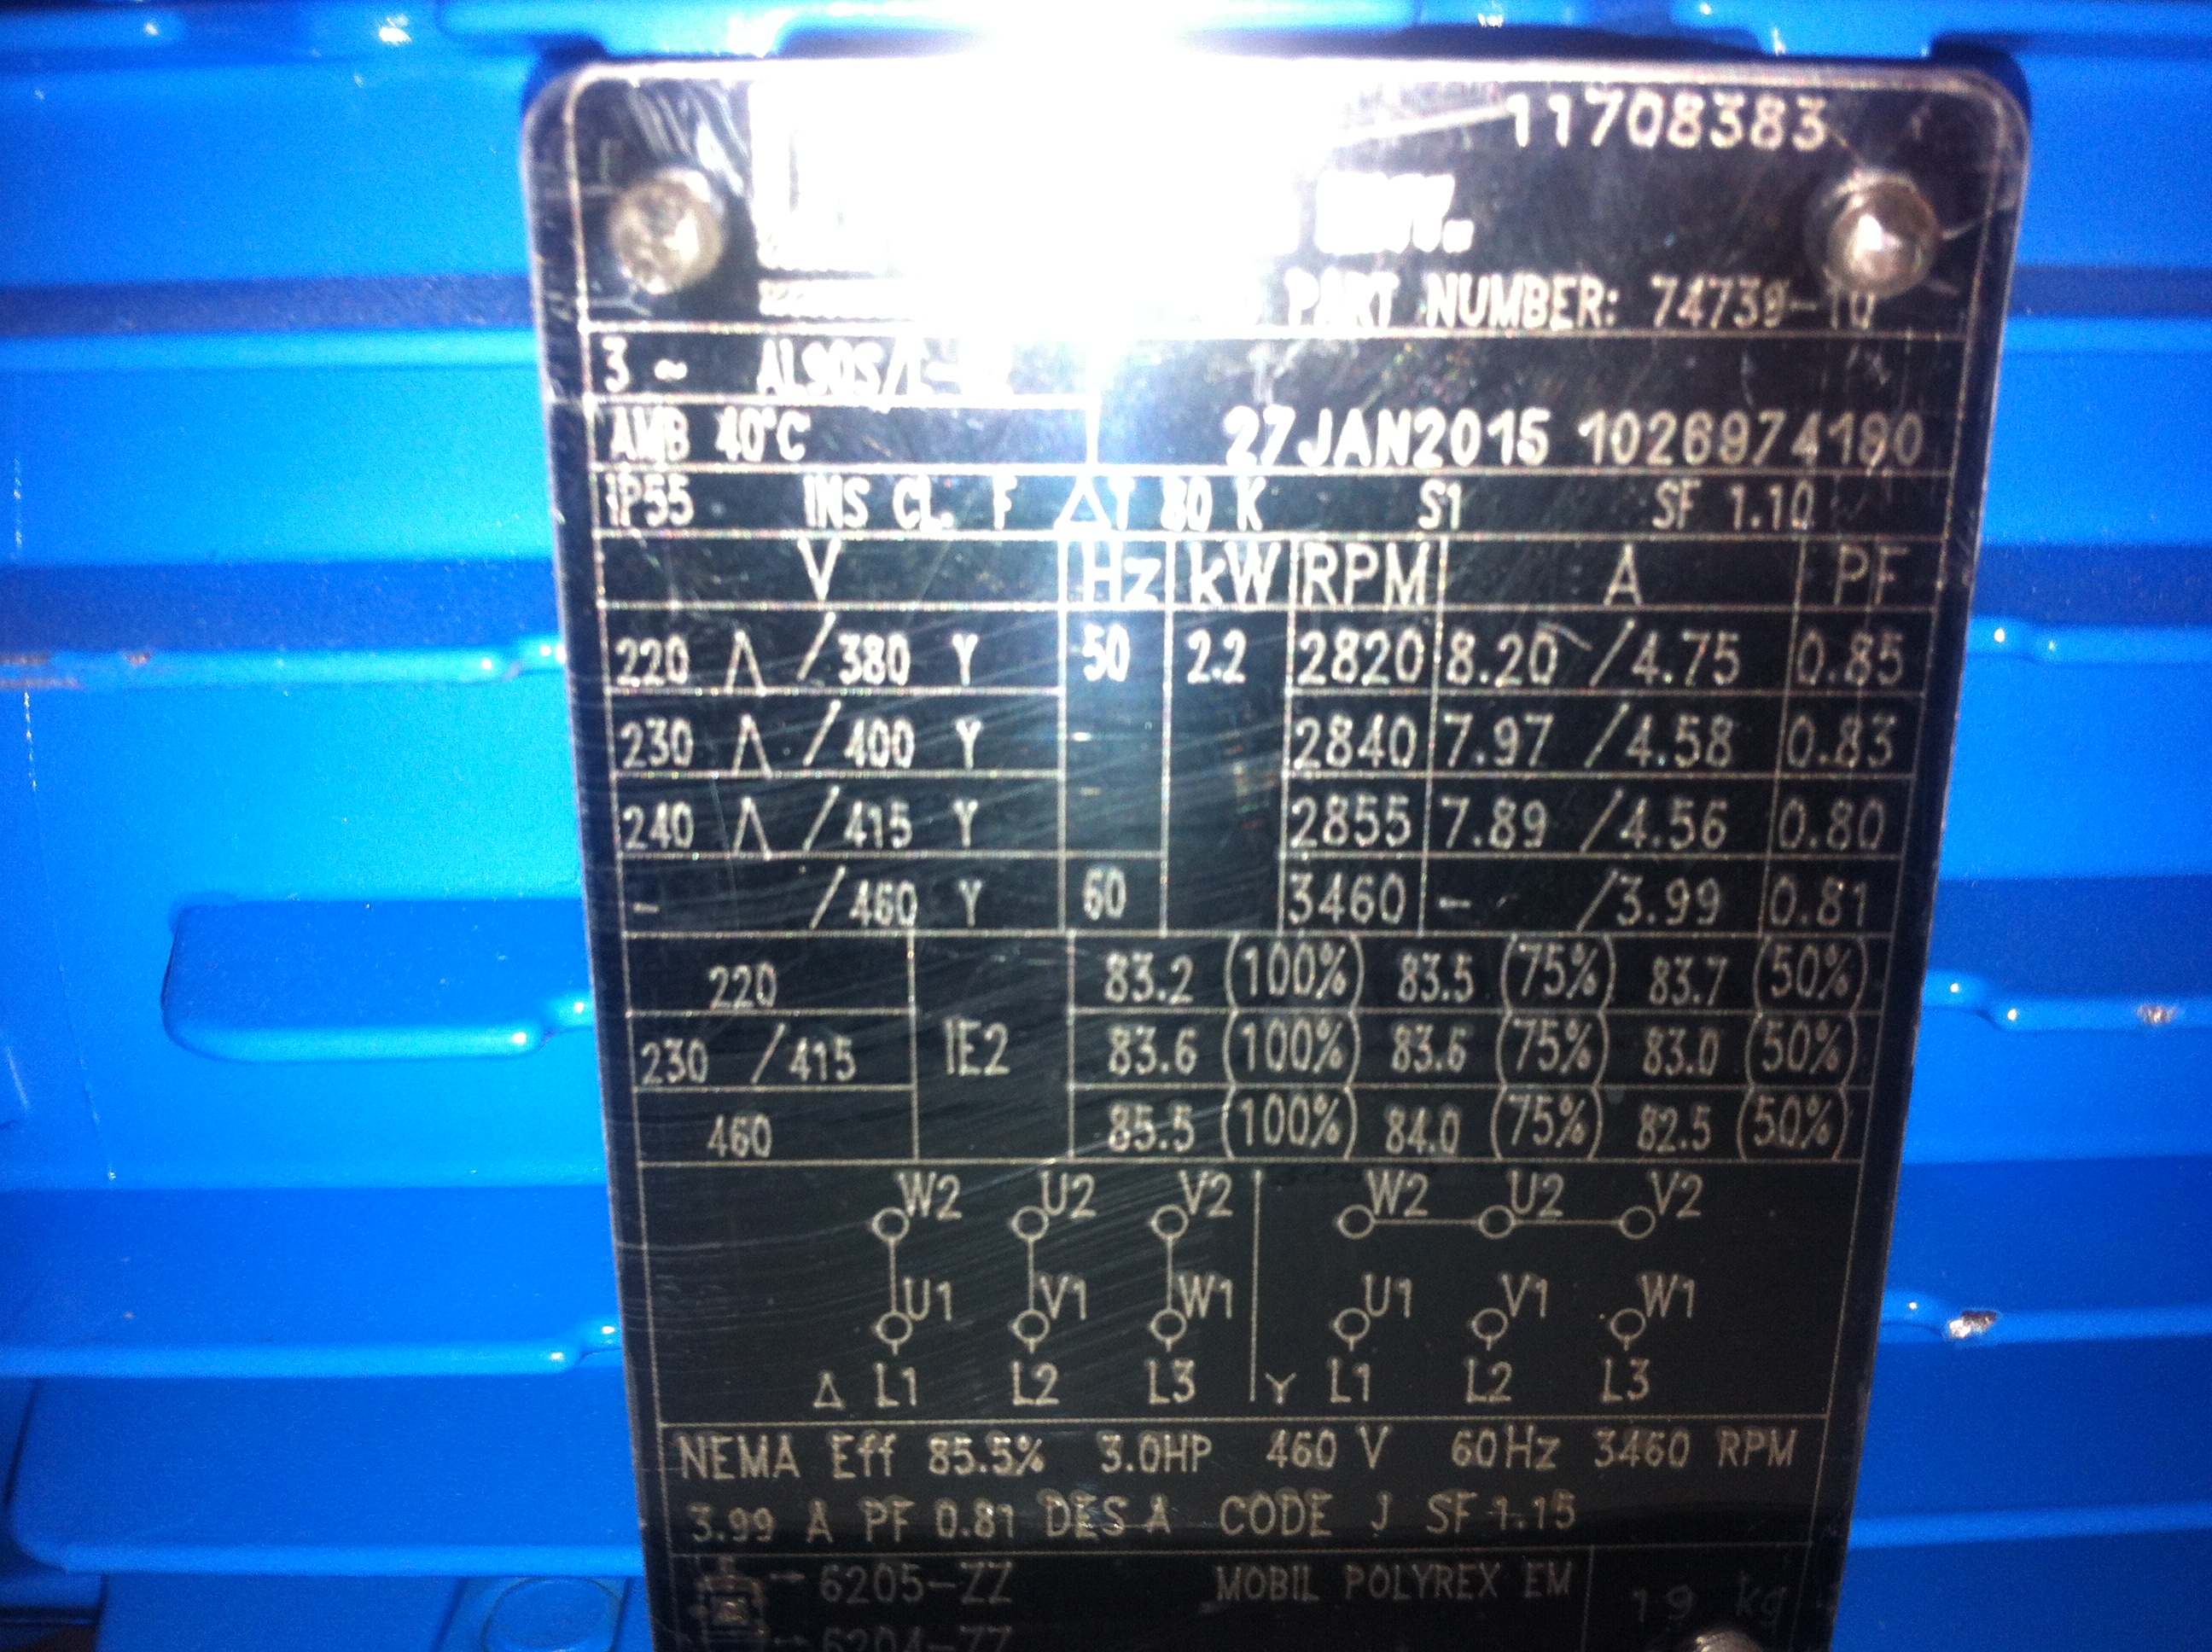 11708383
PART NUMBER: 74739-10
3 ~ AL90S/L-
AMB 40°C
27JAN2015 1026974180
IP55 INS CL. F ΔT 80 K S1 SF 1.10
V Hz kW RPM A PF
220 Δ / 380 Y 50 2.2 2820 8.20 / 4.75 0.85
230 Δ / 400 Y - 2840 7.97 / 4.58 0.83
240 Δ / 415 Y - 2855 7.89 / 4.56 0.80
- / 460 Y 60 3460 - / 3.99 0.81
220 83.2 (100%) 83.5 (75%) 83.7 (50%)
230 / 415 IE2 83.6 (100%) 83.6 (75%) 83.0 (50%)
460 85.5 (100%) 84.0 (75%) 82.5 (50%)
W2 U2 V2 W2 U2 V2
U1 V1 W1 U1 V1 W1
Δ L1 L2 L3 Y L1 L2 L3
NEMA Eff 85.5% 3.0HP 460 V 60Hz 3460 RPM
3.99 A PF 0.81 DES A CODE J SF 1.15
6205-ZZ MOBIL POLYREX EM 19 kg
6204-ZZ